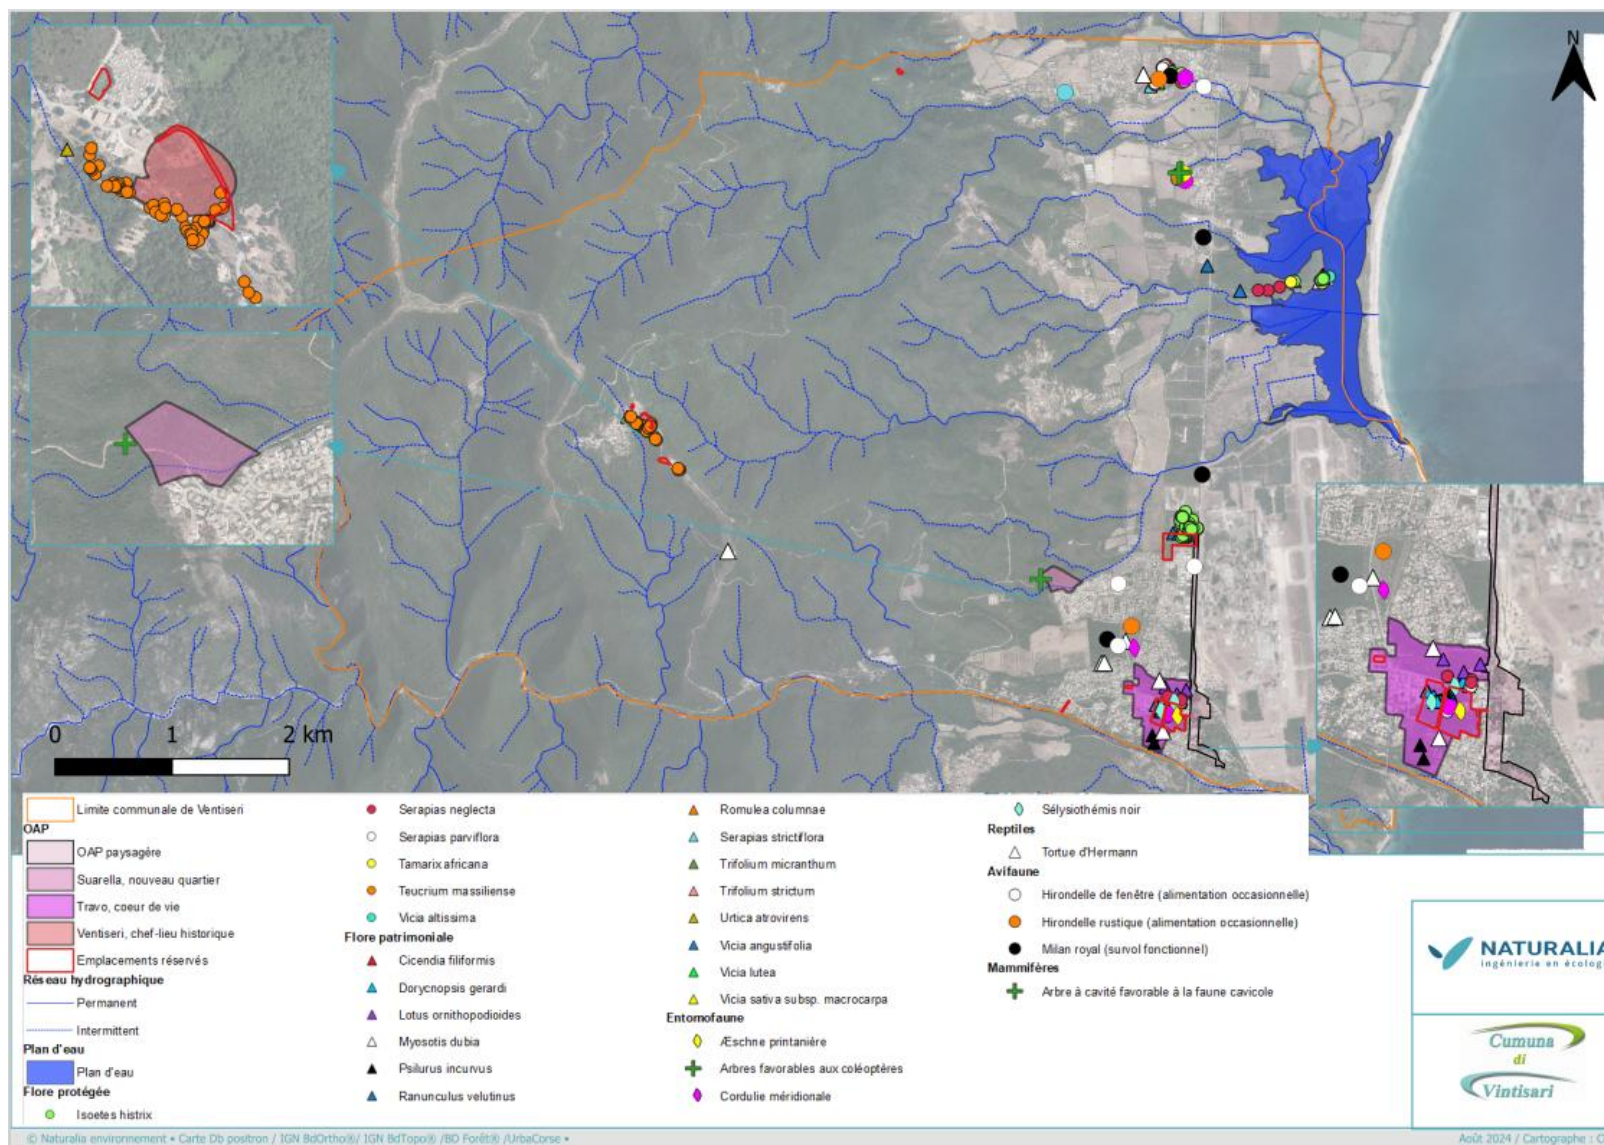 N
0 1 2 km
Limite communale de Ventiseri
OAP
OAP paysagère
Suarella, nouveau quartier
Travo, coeur de vie
Ventiseri, chef-lieu historique
Emplacements réservés
Réseau hydrographique
Permanent
Intermittent
Plan d'eau
Plan d'eau
Flore protégée
Isoetes histrix
Serapias neglecta
Serapias parviflora
Tamarix africana
Teucrium massiliense
Vicia altissima
Flore patrimoniale
Cicendia filiformis
Dorycnopsis gerardi
Lotus ornithopodioides
Myosotis dubia
Psilurus incurvus
Ranunculus velutinus
Romulea columnae
Serapias strictiflora
Trifolium micranthum
Trifolium strictum
Urtica atrovirens
Vicia angustifolia
Vicia lutea
Vicia sativa subsp. macrocarpa
Entomofaune
Æschne printanière
Arbres favorables aux coléoptères
Cordulie méridionale
Sélysiothémis noir
Reptiles
Tortue d'Hermann
Avifaune
Hirondelle de fenêtre (alimentation occasionnelle)
Hirondelle rustique (alimentation occasionnelle)
Milan royal (survol fonctionnel)
Mammifères
Arbre à cavité favorable à la faune cavicole
NATURALIA
ingénierie en écologi
Cumuna
di
Vintisari
© Naturalia environnement • Carte Db positron / IGN BdOrtho®/ IGN BdTopo® /BD Forêt® /UrbaCorse •
Août 2024 / Cartographe : C